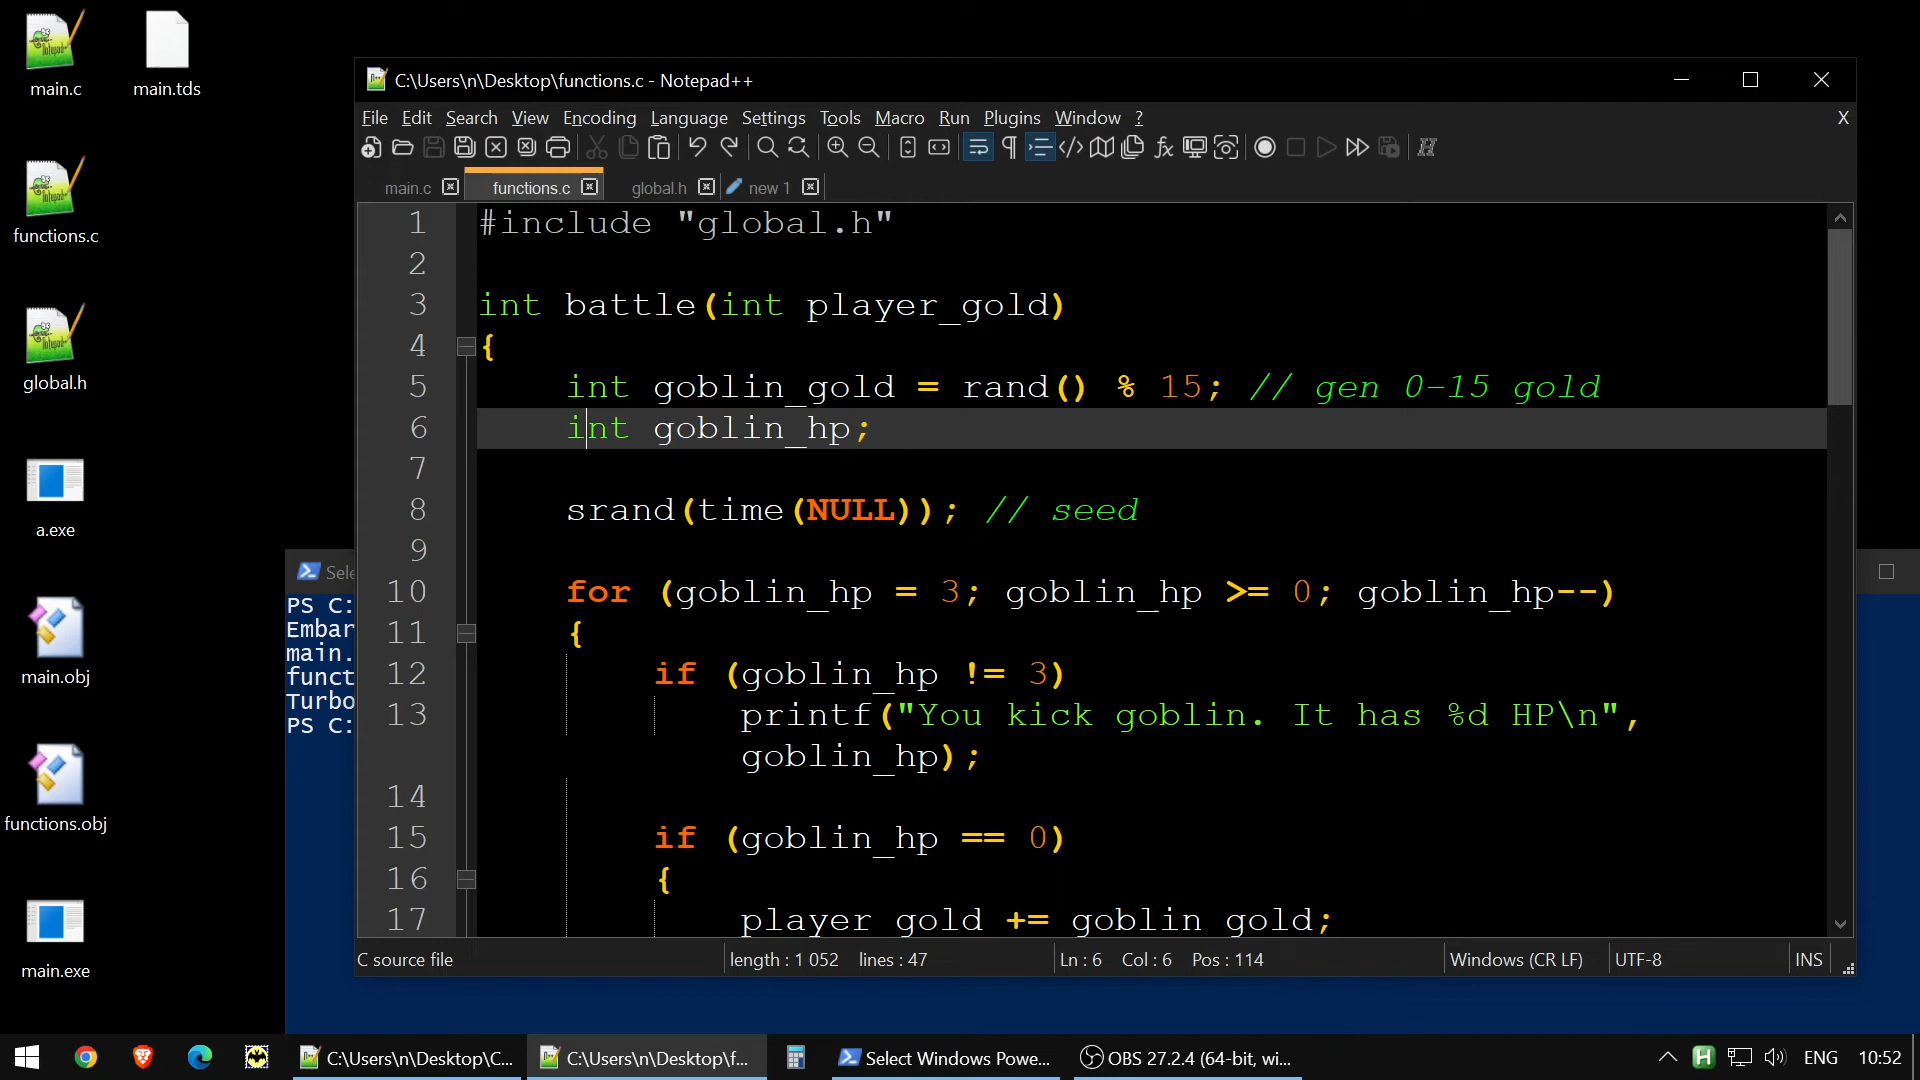 main.c
main.tds
functions.c
global.h
a.exe
main.obj
functions.obj
main.exe
C:\Users\n\Desktop\functions.c - Notepad++
File Edit Search View Encoding Language Settings Tools Macro Run Plugins Window ?
X
main.c functions.c global.h new 1
1 #include "global.h"
2
3 int battle(int player_gold)
4 {
5 int goblin_gold = rand() % 15; // gen 0-15 gold
6 int goblin_hp;
7
8 srand(time(NULL)); // seed
9
10 for (goblin_hp = 3; goblin_hp >= 0; goblin_hp--)
11 {
12 if (goblin_hp != 3)
13 printf("You kick goblin. It has %d HP\n",
goblin_hp);
14
15 if (goblin_hp == 0)
16 {
17 player_gold += goblin_gold;
C source file length : 1 052 lines : 47 Ln : 6 Col : 6 Pos : 114 Windows (CR LF) UTF-8 INS
Sele
PS C:
Embar
main.
funct
Turbo
PS C:
C:\Users\n\Desktop\C... C:\Users\n\Desktop\f... Select Windows Powe... OBS 27.2.4 (64-bit, wi... ENG 10:52